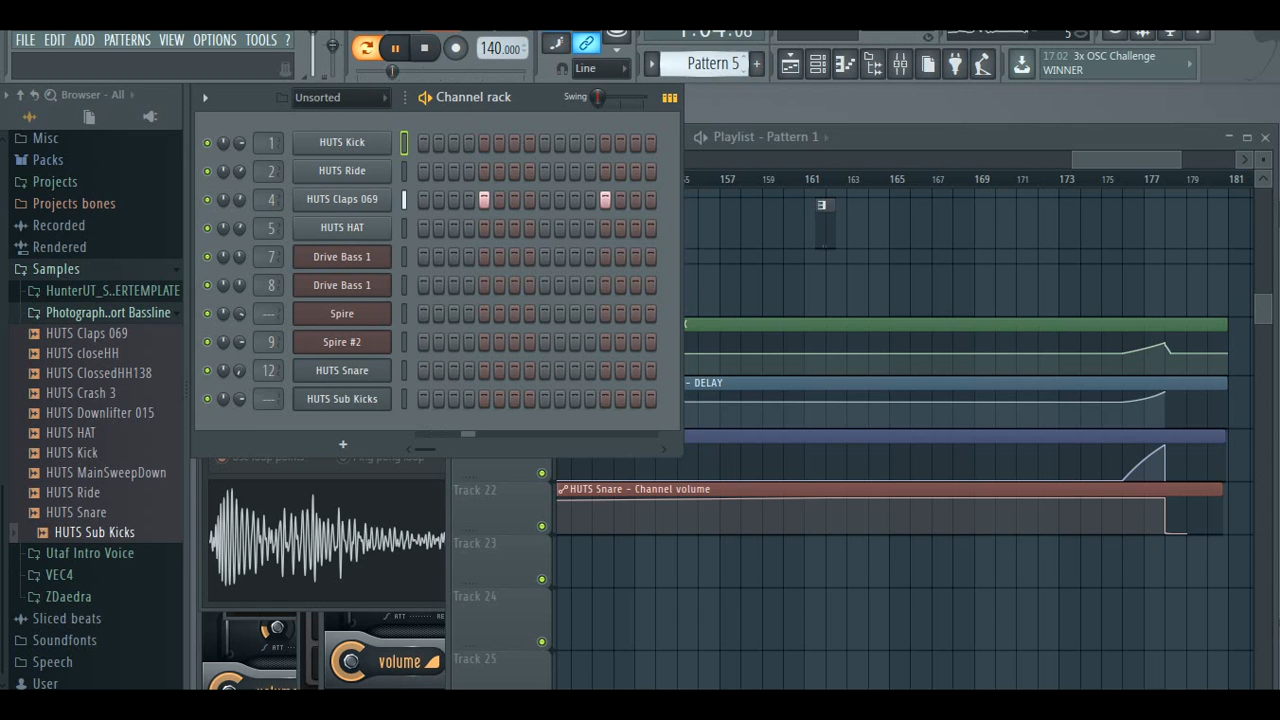 FILE EDIT ADD PATTERNS VIEW OPTIONS TOOLS ?
140.000
Line
Pattern 5
17.02 3x OSC Challenge
WINNER
Browser - All
Misc
Packs
Projects
Projects bones
Recorded
Rendered
Samples
HunterUT_S..ERTEMPLATE
Photograph..ort Bassline
HUTS Claps 069
HUTS closeHH
HUTS ClossedHH138
HUTS Crash 3
HUTS Downlifter 015
HUTS HAT
HUTS Kick
HUTS MainSweepDown
HUTS Ride
HUTS Snare
HUTS Sub Kicks
Utaf Intro Voice
VEC4
ZDaedra
Sliced beats
Soundfonts
Speech
User
Unsorted
Channel rack
Swing
1 HUTS Kick
2 HUTS Ride
4 HUTS Claps 069
5 HUTS HAT
7 Drive Bass 1
8 Drive Bass 1
--- Spire
9 Spire #2
12 HUTS Snare
--- HUTS Sub Kicks
+
Playlist - Pattern 1
157 159 161 163 165 167 169 171 173 175 177 179 181
- DELAY
HUTS Snare - Channel volume
Track 22
Track 23
Track 24
Track 25
ATT
ATT
volume